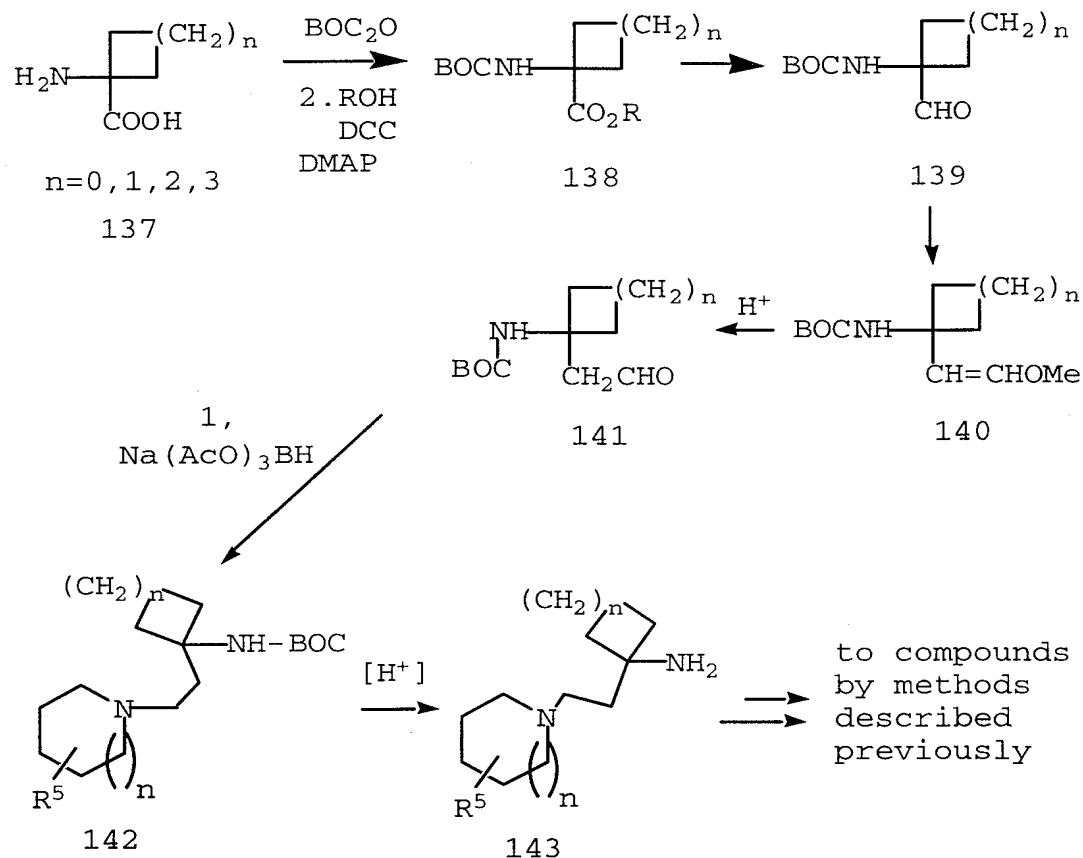 BOC₂O
2.ROH
DCC
DMAP
H₂N
(CH₂)ₙ
COOH
n=0,1,2,3
137
BOCNH
(CH₂)ₙ
CO₂R
138
BOCNH
(CH₂)ₙ
CHO
139
BOCNH
(CH₂)ₙ
CH=CHOMe
140
H⁺
NH
BOC
(CH₂)ₙ
CH₂CHO
141
1,
Na(AcO)₃BH
(CH₂)ₙ
NH-BOC
N
R⁵
( )n
142
[H⁺]
(CH₂)ₙ
NH₂
N
R⁵
( )n
143
to compounds
by methods
described
previously